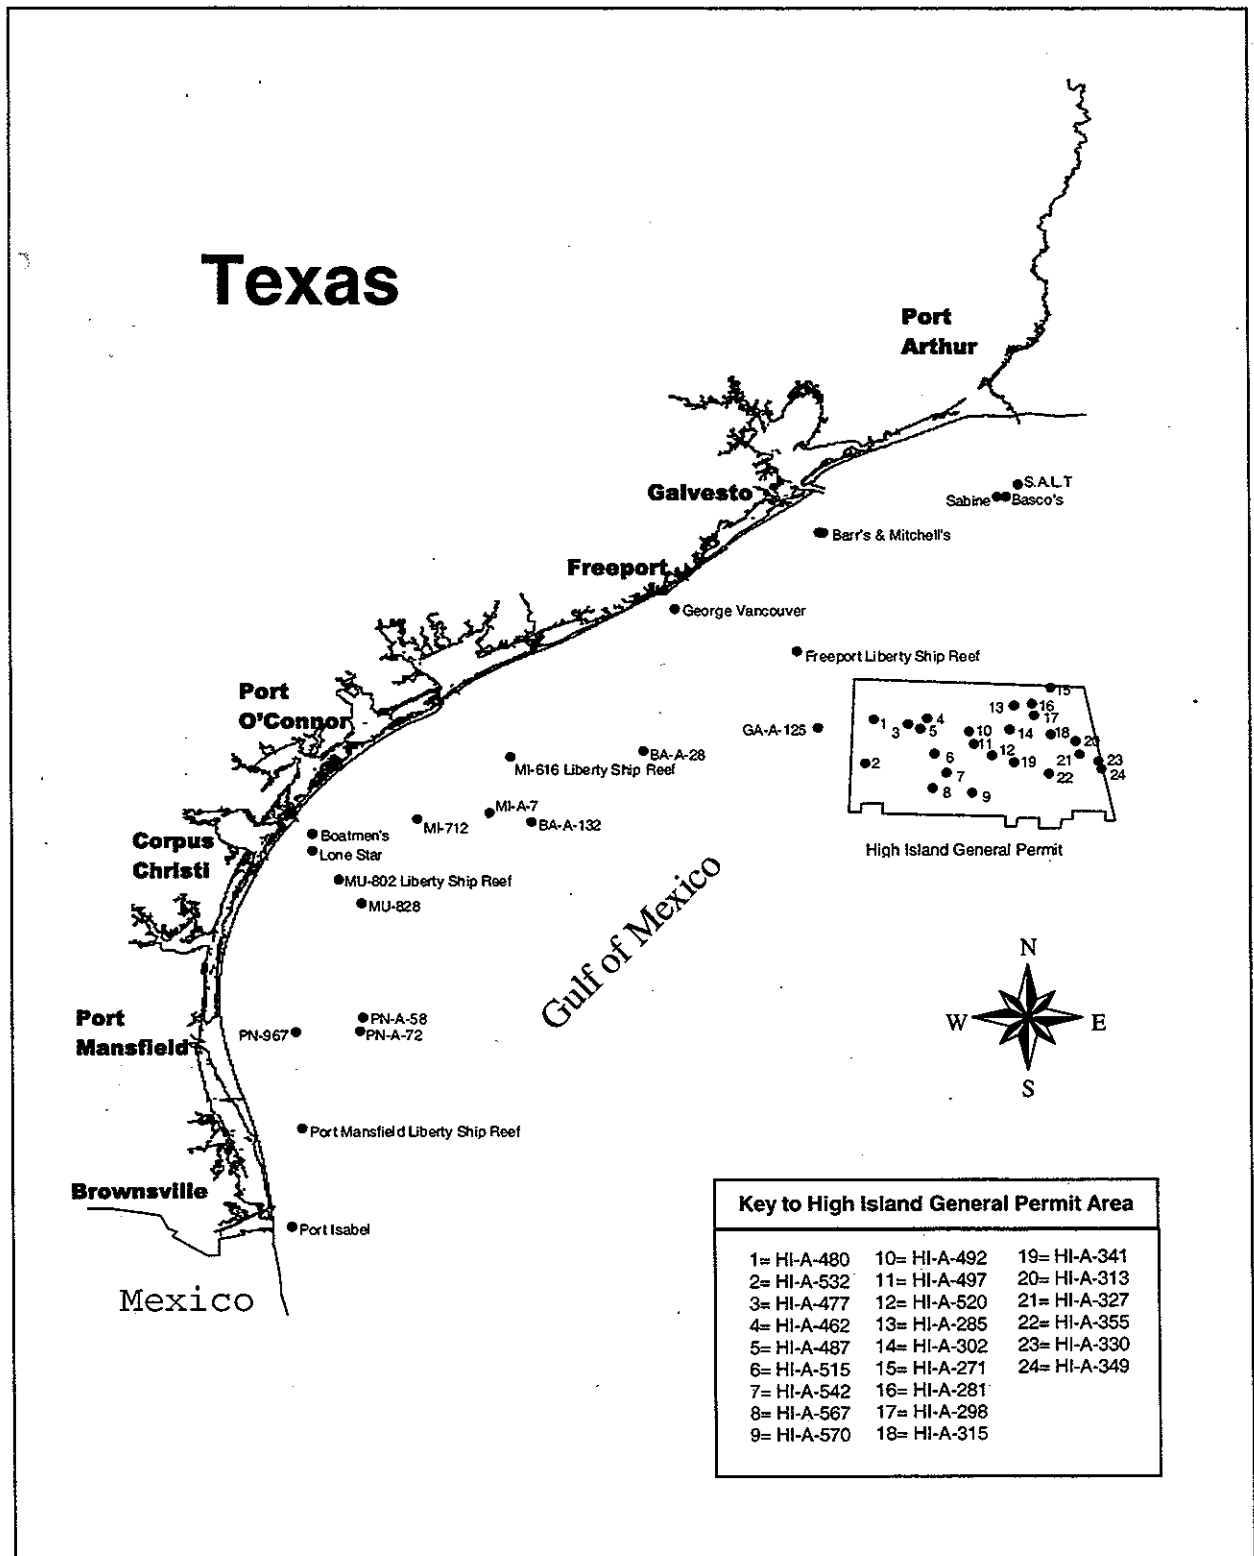 Texas
Port
Arthur
S.A.L.T
Sabine
Basco's
Galvesto
Barr's & Mitchell's
Freeport
George Vancouver
Freeport Liberty Ship Reef
Port
O'Connor
GA-A-125
BA-A-28
MI-616 Liberty Ship Reef
MI-A-7
MI-712
BA-A-132
15
13
16
17
1
3
4
5
10
14
18
20
11
12
21
23
2
6
19
24
7
22
8
9
High Island General Permit
Corpus
Christi
Boatmen's
Lone Star
MU-802 Liberty Ship Reef
MU-828
Gulf of Mexico
N
W
E
S
Port
Mansfield
PN-967
PN-A-58
PN-A-72
Port Mansfield Liberty Ship Reef
Brownsville
Port Isabel
Mexico
Key to High Island General Permit Area
1= HI-A-480
2= HI-A-532
3= HI-A-477
4= HI-A-462
5= HI-A-487
6= HI-A-515
7= HI-A-542
8= HI-A-567
9= HI-A-570
10= HI-A-492
11= HI-A-497
12= HI-A-520
13= HI-A-285
14= HI-A-302
15= HI-A-271
16= HI-A-281
17= HI-A-298
18= HI-A-315
19= HI-A-341
20= HI-A-313
21= HI-A-327
22= HI-A-355
23= HI-A-330
24= HI-A-349